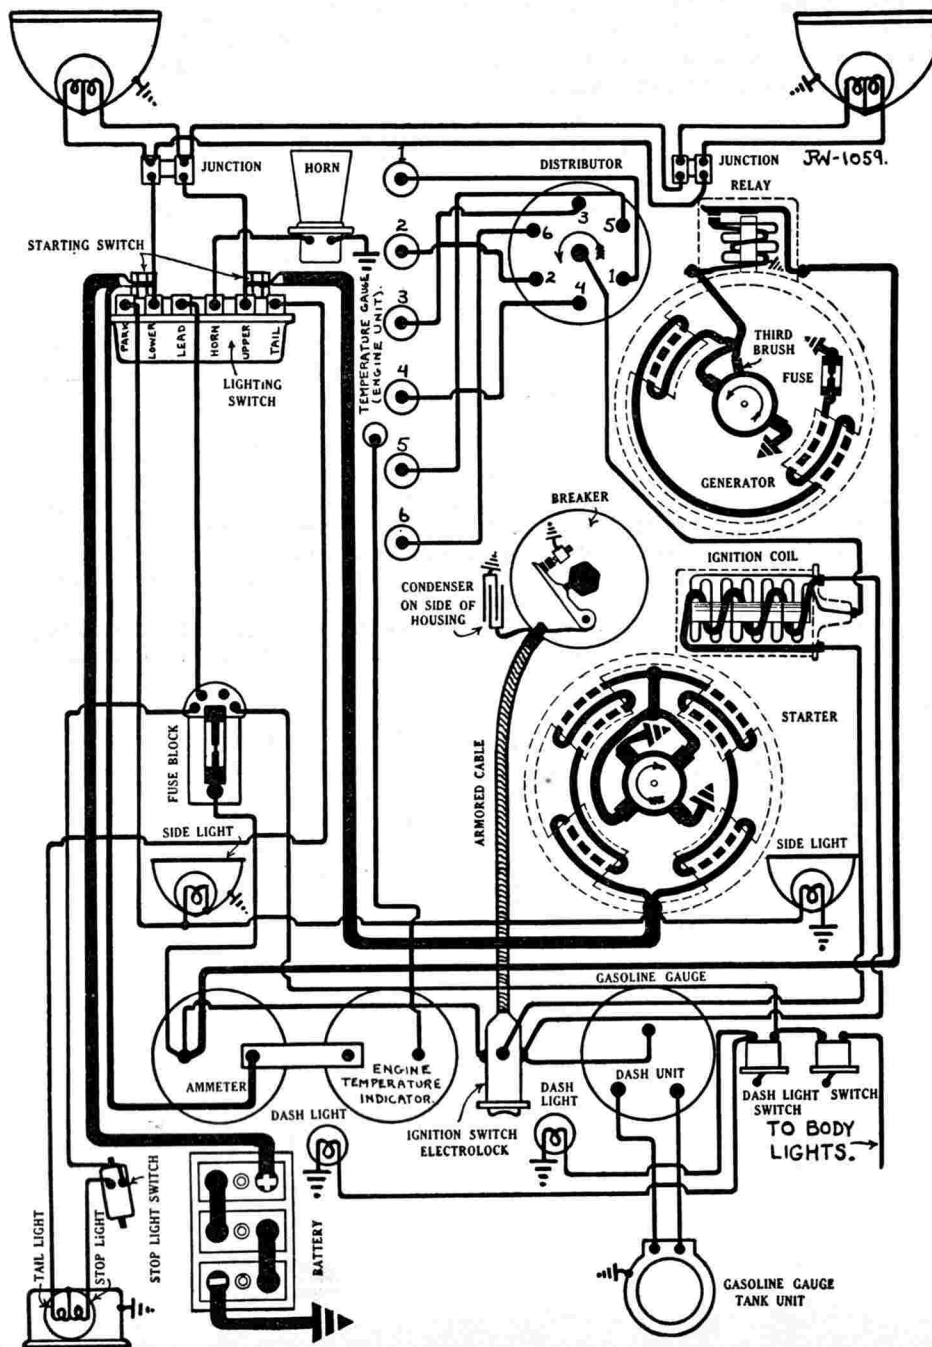 JUNCTION
HORN
1
DISTRIBUTOR
JUNCTION
RW-1059.
RELAY
STARTING SWITCH
2
3
5
6
2
1
4
TEMPERATURE GAUGE
(ENGINE UNIT).
3
PARK
LOWER
LEAD
HORN
UPPER
TAIL
LIGHTING
SWITCH
THIRD
BRUSH
FUSE
4
5
GENERATOR
6
BREAKER
CONDENSER
ON SIDE OF
HOUSING
IGNITION COIL
STARTER
FUSE BLOCK
ARMORED CABLE
SIDE LIGHT
SIDE LIGHT
GASOLINE GAUGE
AMMETER
ENGINE
TEMPERATURE
INDICATOR.
DASH UNIT
DASH LIGHT
DASH
LIGHT
IGNITION SWITCH
ELECTROLOCK
DASH LIGHT SWITCH
SWITCH
TO BODY
LIGHTS.
TAIL LIGHT
STOP LIGHT
STOP LIGHT SWITCH
BATTERY
GASOLINE GAUGE
TANK UNIT